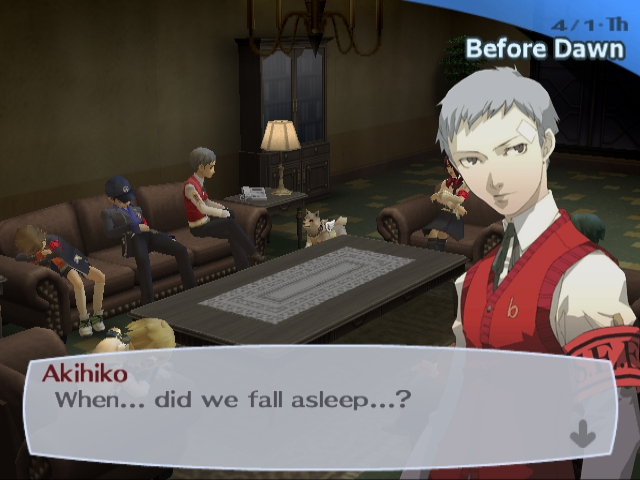 4/1·Th
Before Dawn
S.E.E.
Akihiko
When... did we fall asleep...?